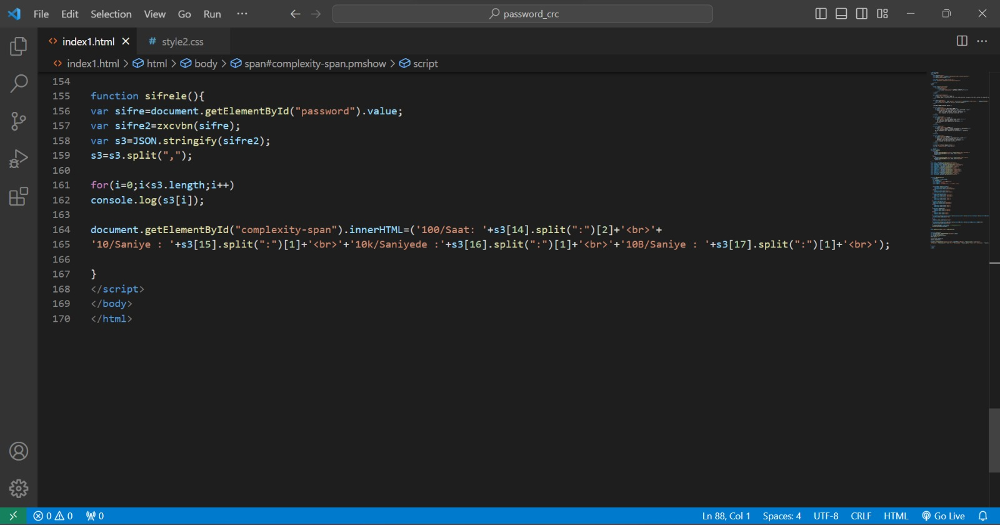 File Edit Selection View Go Run ··· password_crc
index1.html # style2.css
index1.html > html > body > span#complexity-span.pmshow > script
154
155 function sifrele(){
156 var sifre=document.getElementById("password").value;
157 var sifre2=zxcvbn(sifre);
158 var s3=JSON.stringify(sifre2);
159 s3=s3.split(",");
160
161 for(i=0;i<s3.length;i++)
162 console.log(s3[i]);
163
164 document.getElementById("complexity-span").innerHTML=('100/Saat: '+s3[14].split(":")[2]+'<br>'+
165 '10/Saniye : '+s3[15].split(":")[1]+'<br>'+'10k/Saniyede :'+s3[16].split(":")[1]+'<br>'+'10B/Saniye : '+s3[17].split(":")[1]+'<br>');
166
167 }
168 </script>
169 </body>
170 </html>
0 0 0 Ln 88, Col 1 Spaces: 4 UTF-8 CRLF HTML Go Live